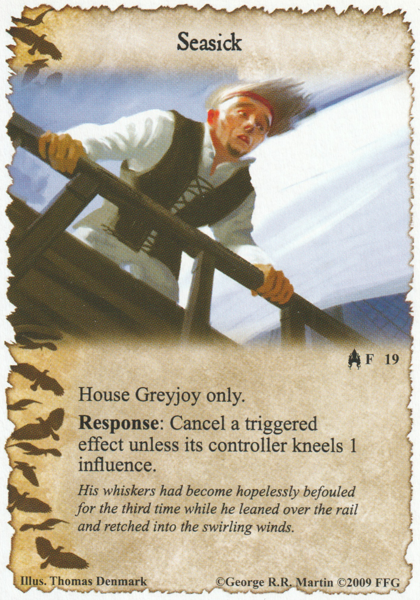 Seasick
F 19
House Greyjoy only.
Response: Cancel a triggered
effect unless its controller kneels 1
influence.
His whiskers had become hopelessly befouled
for the third time while he leaned over the rail
and retched into the swirling winds.
Illus. Thomas Denmark ©George R.R. Martin ©2009 FFG